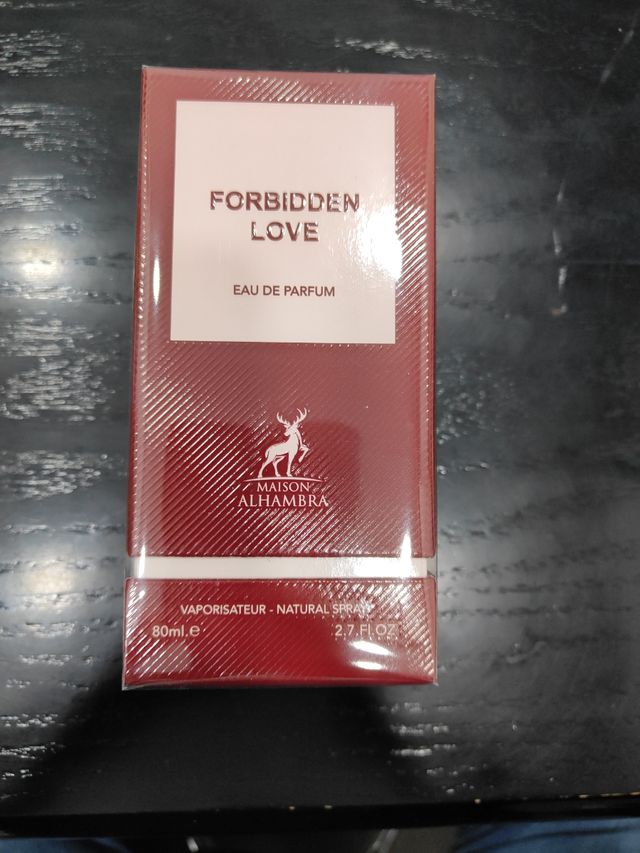 FORBIDDEN
LOVE
EAU DE PARFUM
MAISON
ALHAMBRA
VAPORISATEUR - NATURAL SPRAY
80ml.e 2.7.Fl.OZ.